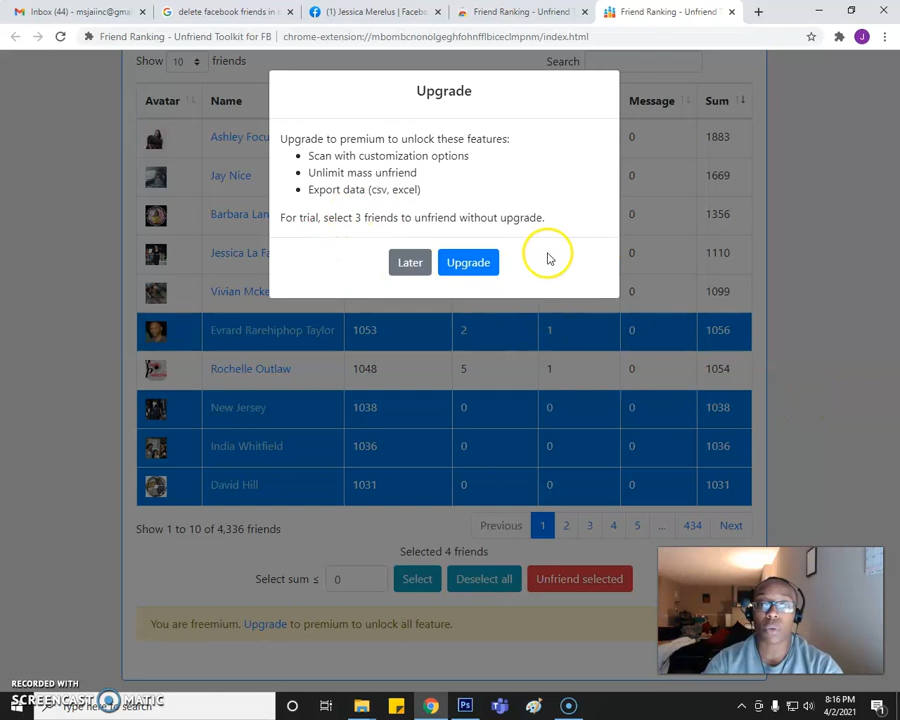 Inbox (44) - msjaiinc@gma
delete facebook friends in b
(1) Jessica Merelus | Facebo
Friend Ranking - Unfriend T
Friend Ranking - Unfriend T
Friend Ranking - Unfriend Toolkit for FB | chrome-extension://mbombcnonolgeghfohnfflbiceclmpnm/index.html
J
Show 10 friends Search
Avatar Name Message Sum
Ashley Focu 0 1883
Jay Nice 0 1669
Barbara Lan 0 1356
Jessica La Fa 0 1110
Vivian Mcke 0 1099
Evrard Rarehiphop Taylor 1053 2 1 0 1056
Rochelle Outlaw 1048 5 1 0 1054
New Jersey 1038 0 0 0 1038
India Whitfield 1036 0 0 0 1036
David Hill 1031 0 0 0 1031
Upgrade
Upgrade to premium to unlock these features:
Scan with customization options
Unlimit mass unfriend
Export data (csv, excel)
For trial, select 3 friends to unfriend without upgrade.
Later Upgrade
Show 1 to 10 of 4,336 friends
Previous 1 2 3 4 5 ... 434 Next
Selected 4 friends
Select sum ≤ 0 Select Deselect all Unfriend selected
You are freemium. Upgrade to premium to unlock all feature.
RECORDED WITH
SCREENCAST MATIC
Type here to search
8:16 PM
4/2/2021